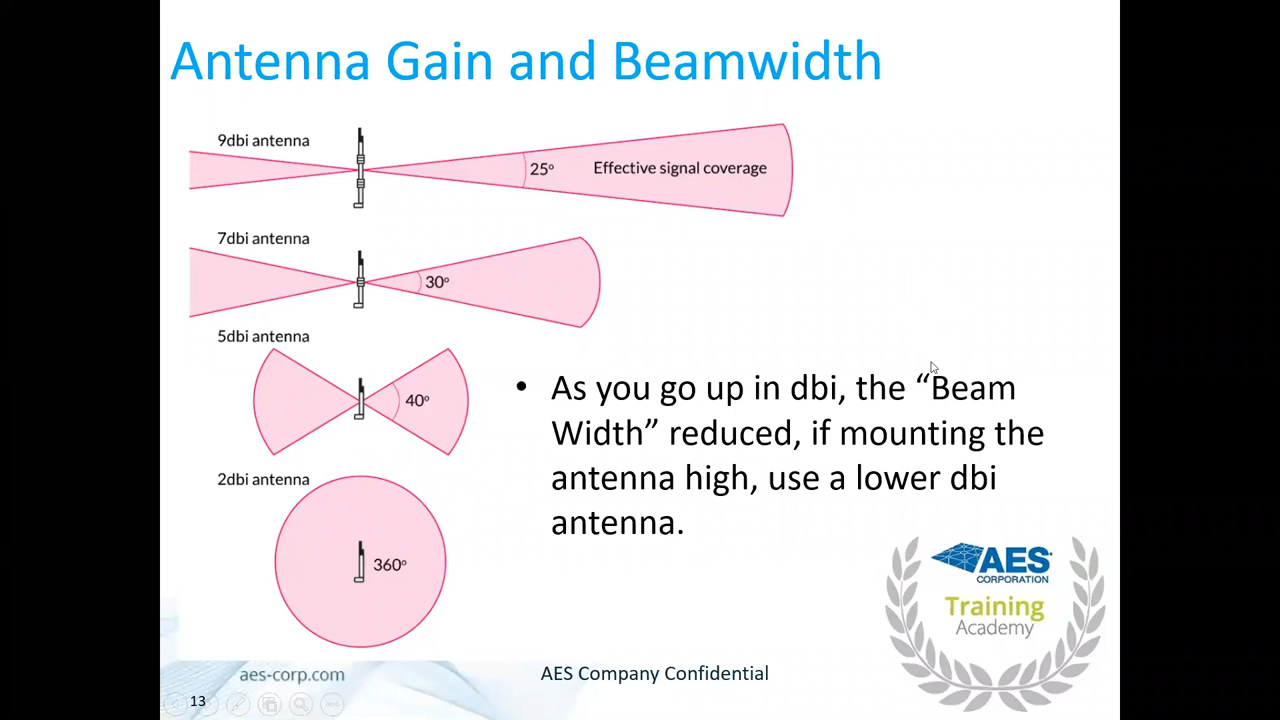 Antenna Gain and Beamwidth
9dbi antenna
25º
Effective signal coverage
7dbi antenna
30º
5dbi antenna
40º
2dbi antenna
360º
• As you go up in dbi, the “Beam
Width” reduced, if mounting the
antenna high, use a lower dbi
antenna.
AES
CORPORATION
Training
Academy
aes-corp.com
AES Company Confidential
13